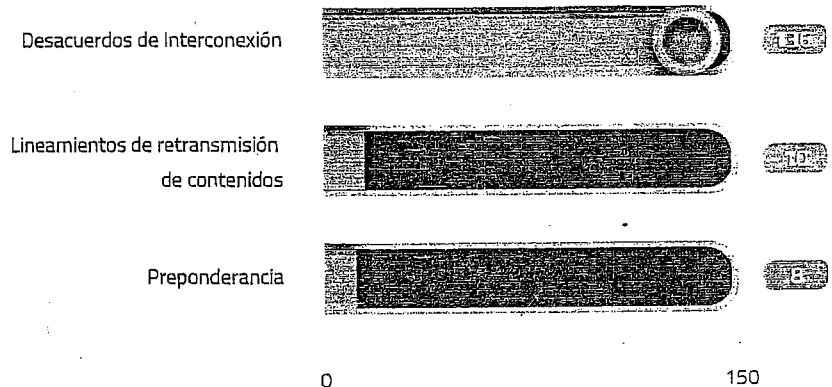 Desacuerdos de Interconexión
136
Lineamientos de retransmisión
de contenidos
10
Preponderancia
8
0
150